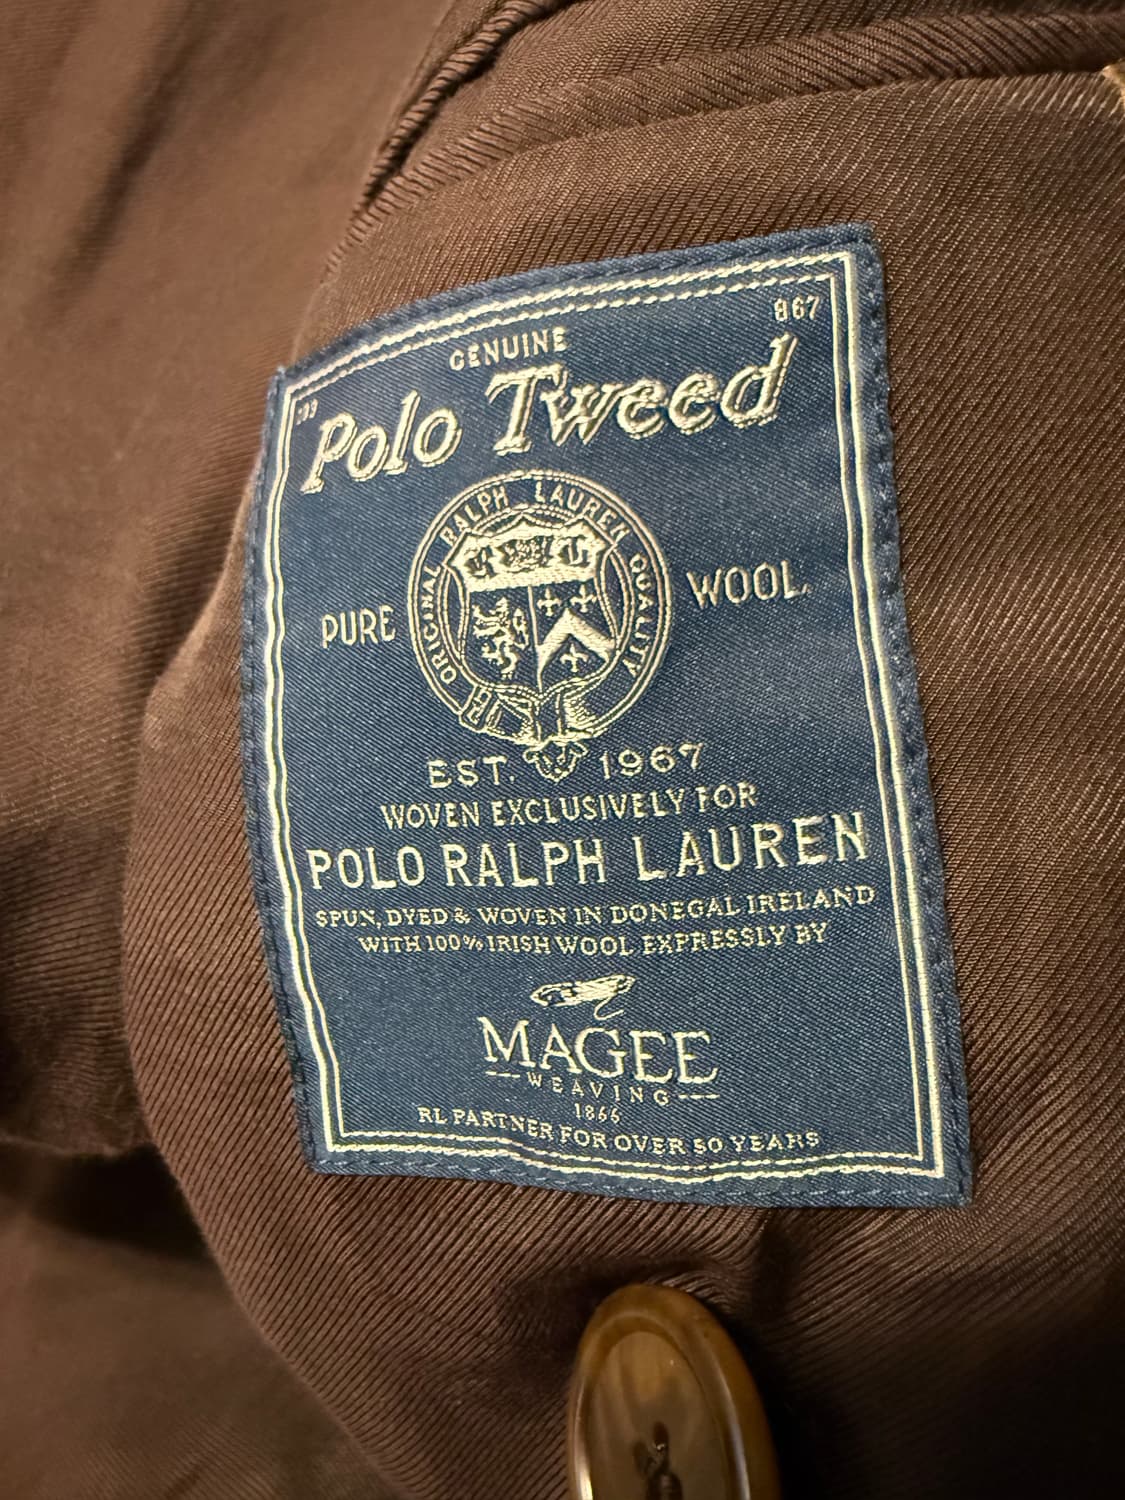 867
GENUINE
Polo Tweed
ORIGINAL RALPH LAUREN QUALITY
PURE WOOL
EST. 1967
WOVEN EXCLUSIVELY FOR
POLO RALPH LAUREN
SPUN, DYED & WOVEN IN DONEGAL IRELAND
WITH 100% IRISH WOOL EXPRESSLY BY
MAGEE
WEAVING
1866
RL PARTNER FOR OVER 50 YEARS